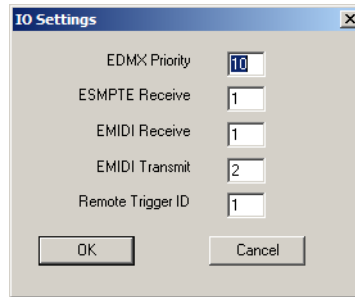 IO Settings
EDMX Priority 10
ESMPTE Receive 1
EMIDI Receive 1
EMIDI Transmit 2
Remote Trigger ID 1
OK Cancel